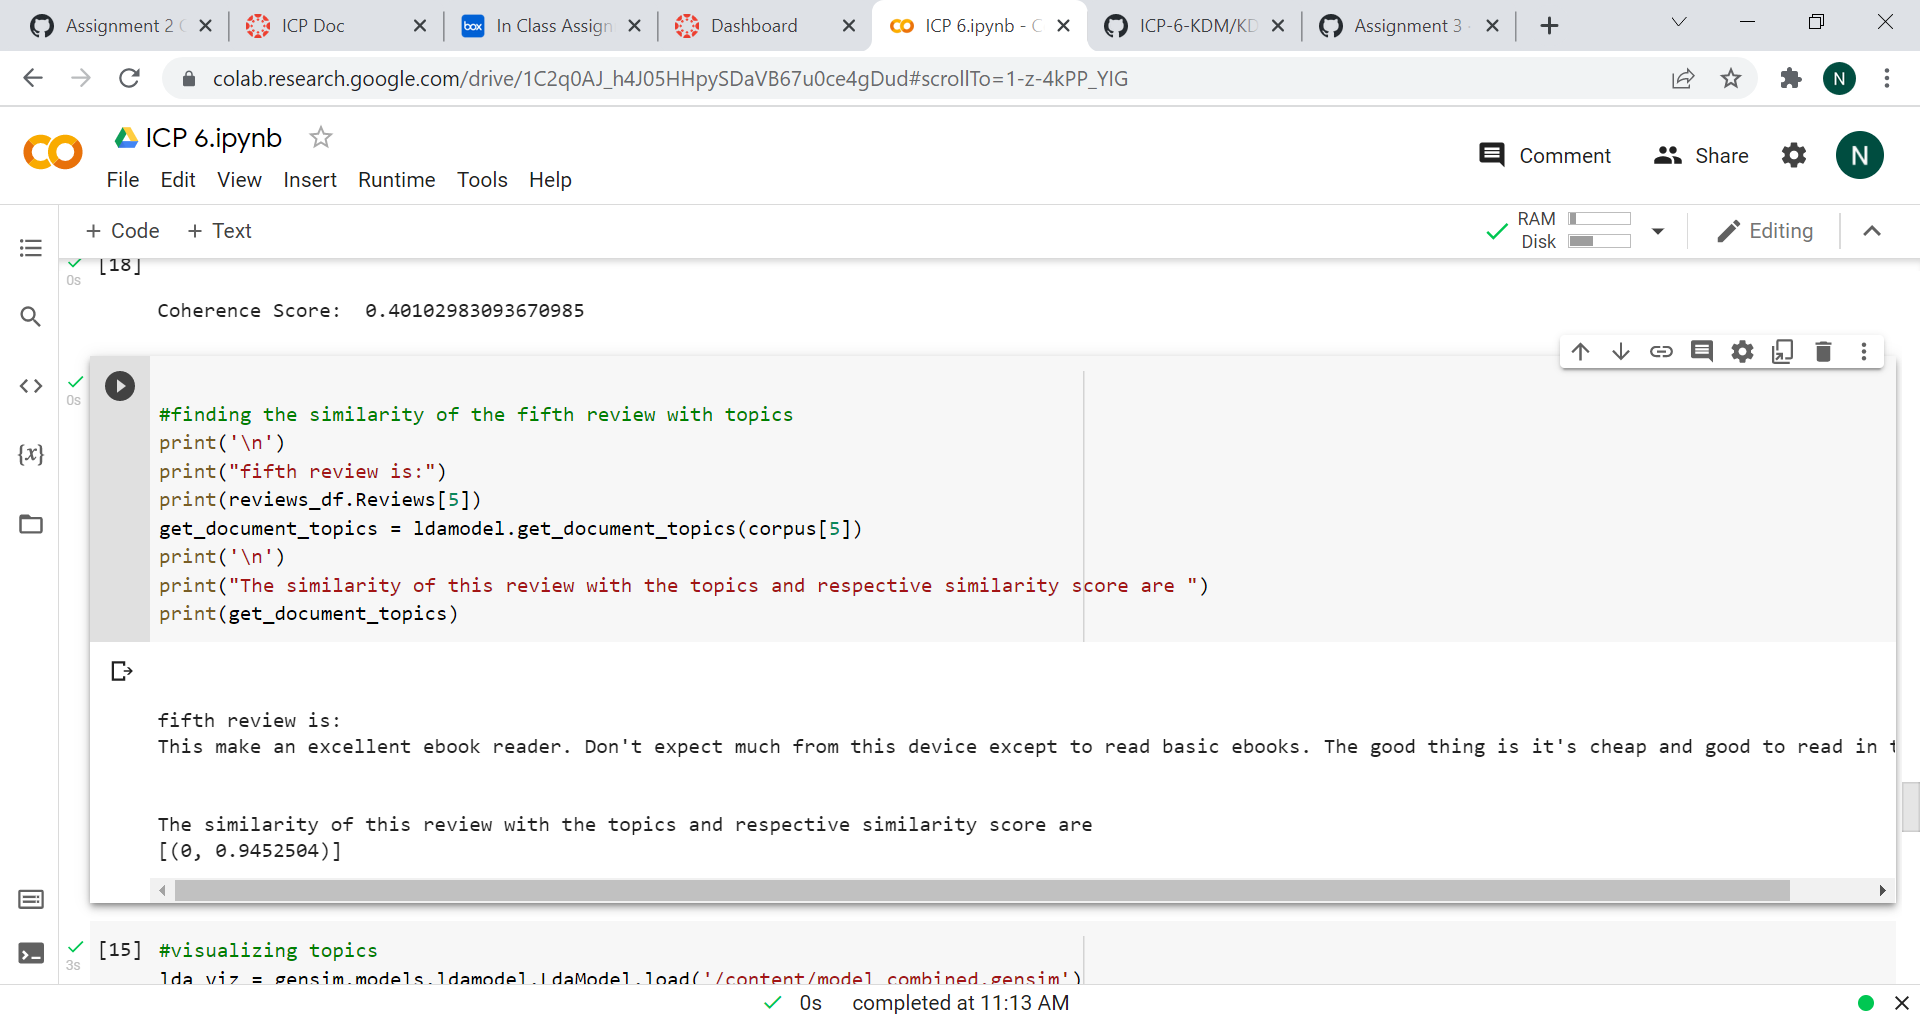 Assignment 2
ICP Doc
box In Class Assign
Dashboard
ICP 6.ipynb - C
ICP-6-KDM/KD
Assignment 3 -
colab.research.google.com/drive/1C2q0AJ_h4J05HHpySDaVB67u0ce4gDud#scrollTo=1-z-4kPP_YIG
N
ICP 6.ipynb
File Edit View Insert Runtime Tools Help
Comment
Share
N
+ Code + Text
RAM
Disk
Editing
[18]
0s
Coherence Score:  0.40102983093670985
0s
#finding the similarity of the fifth review with topics
print('\n')
print("fifth review is:")
print(reviews_df.Reviews[5])
get_document_topics = ldamodel.get_document_topics(corpus[5])
print('\n')
print("The similarity of this review with the topics and respective similarity score are ")
print(get_document_topics)
{x}
fifth review is:
This make an excellent ebook reader. Don't expect much from this device except to read basic ebooks. The good thing is it's cheap and good to read in t
The similarity of this review with the topics and respective similarity score are
[(0, 0.9452504)]
[15] #visualizing topics
3s
lda_viz = gensim.models.ldamodel.LdaModel.load('/content/model_combined.gensim')
0s completed at 11:13 AM